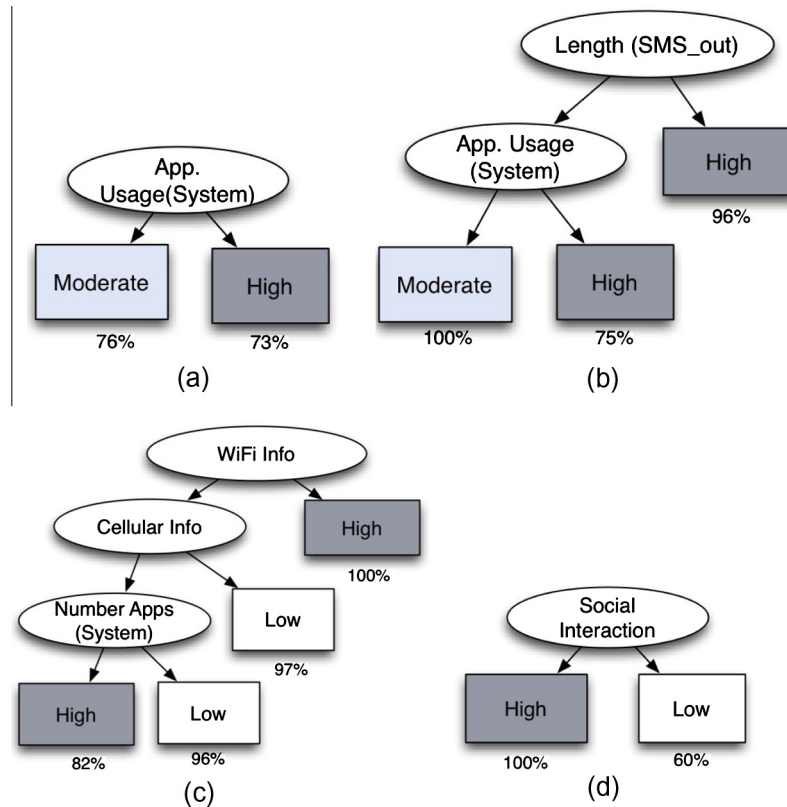 App.
Usage(System)
Moderate
High
76%
73%
(a)
Length (SMS_out)
App. Usage
(System)
High
96%
Moderate
High
100%
75%
(b)
WiFi Info
Cellular Info
High
100%
Number Apps
(System)
Low
97%
High
Low
82%
96%
(c)
Social
Interaction
High
Low
100%
60%
(d)